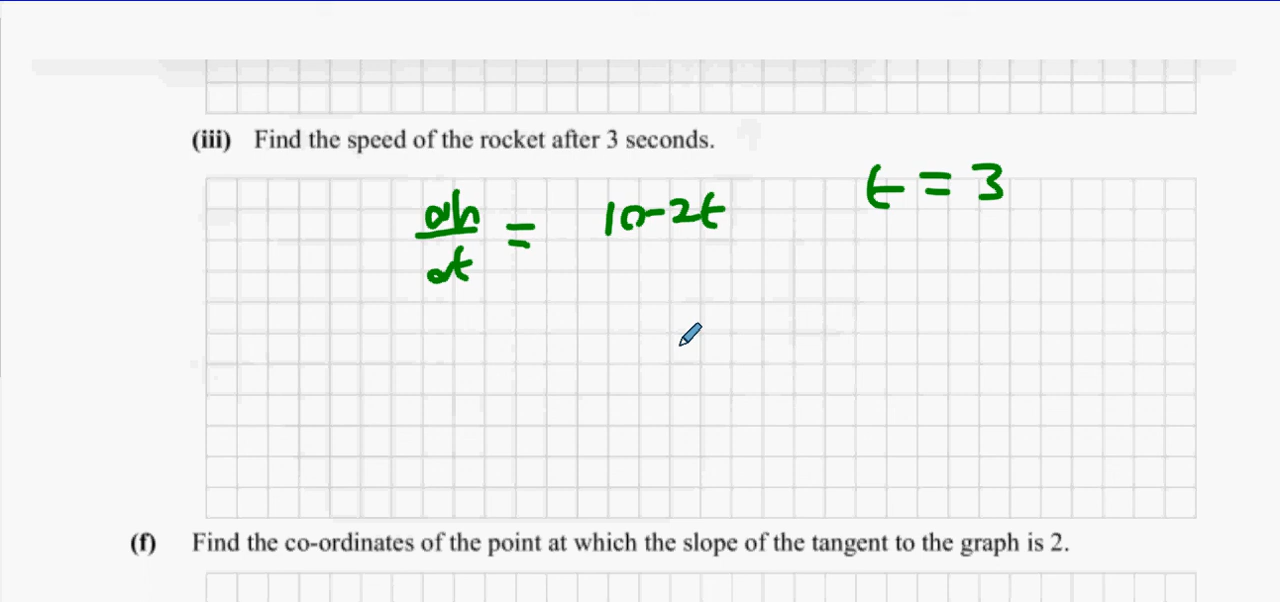 (iii) Find the speed of the rocket after 3 seconds.
t = 3
dh/dt = 10-2t
(f) Find the co-ordinates of the point at which the slope of the tangent to the graph is 2.